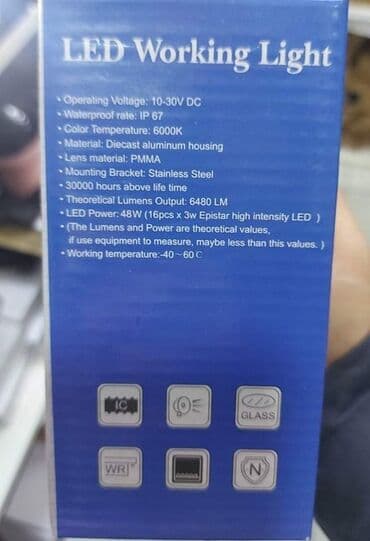 LED Working Light
• Operating Voltage: 10-30V DC
• Waterproof rate: IP 67
• Color Temperature: 6000K
• Material: Diecast aluminum housing
• Lens material: PMMA
• Mounting Bracket: Stainless Steel
• 30000 hours above life time
• Theoretical Lumens Output: 6480 LM
• LED Power: 48W (16pcs x 3w Epistar high intensity LED )
• (The Lumens and Power are theoretical values,
if use equipment to measure, maybe less than this values. )
• Working temperature:-40~60℃
IC
GLASS
WR
N